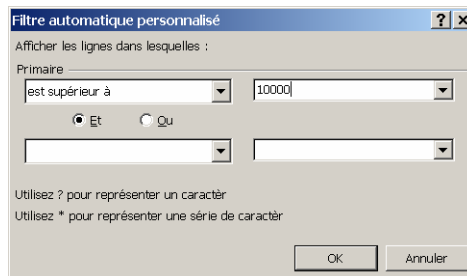 Filtre automatique personnalisé
Afficher les lignes dans lesquelles :
Primaire
est supérieur à 10000
Et Ou
Utilisez ? pour représenter un caractèr
Utilisez * pour représenter une série de caractèr
OK Annuler